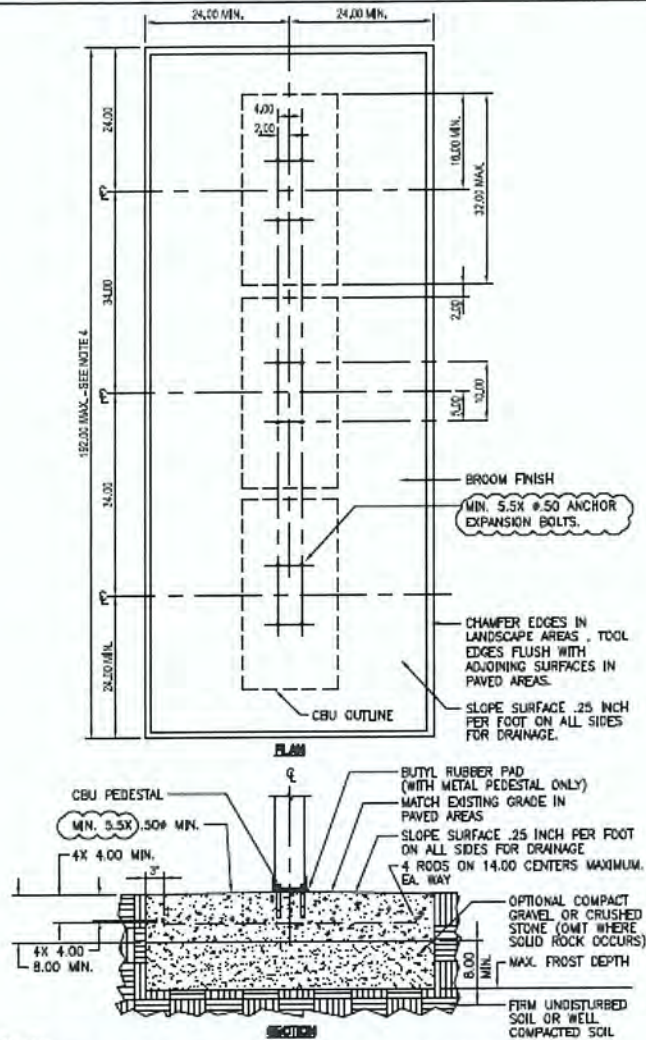 24.00 MIN.
24.00 MIN.
24.00
4.00
2.00
16.00 MIN.
32.00 MAX.
2.00
192.00 MAX.-SEE NOTE 4
10.00
5.00
BROOM FINISH
MIN. 5.5X ø.50 ANCHOR
EXPANSION BOLTS.
24.00 MIN.
CHAMFER EDGES IN
LANDSCAPE AREAS , TOOL
EDGES FLUSH WITH
ADJOINING SURFACES IN
PAVED AREAS.
SLOPE SURFACE .25 INCH
PER FOOT ON ALL SIDES
FOR DRAINAGE.
CBU OUTLINE
PLAN
CBU PEDESTAL
BUTYL RUBBER PAD
(WITH METAL PEDESTAL ONLY)
MATCH EXISTING GRADE IN
PAVED AREAS
MIN. 5.5X .50ø MIN.
SLOPE SURFACE .25 INCH PER FOOT
ON ALL SIDES FOR DRAINAGE
4X 4.00 MIN.
3"
4 RODS ON 14.00 CENTERS MAXIMUM.
EA. WAY
OPTIONAL COMPACT
GRAVEL OR CRUSHED
STONE (OMIT WHERE
SOLID ROCK OCCURS)
4X 4.00
8.00 MIN.
8.00
MIN.
MAX. FROST DEPTH
FIRM UNDISTURBED
SOIL OR WELL
COMPACTED SOIL
SECTION